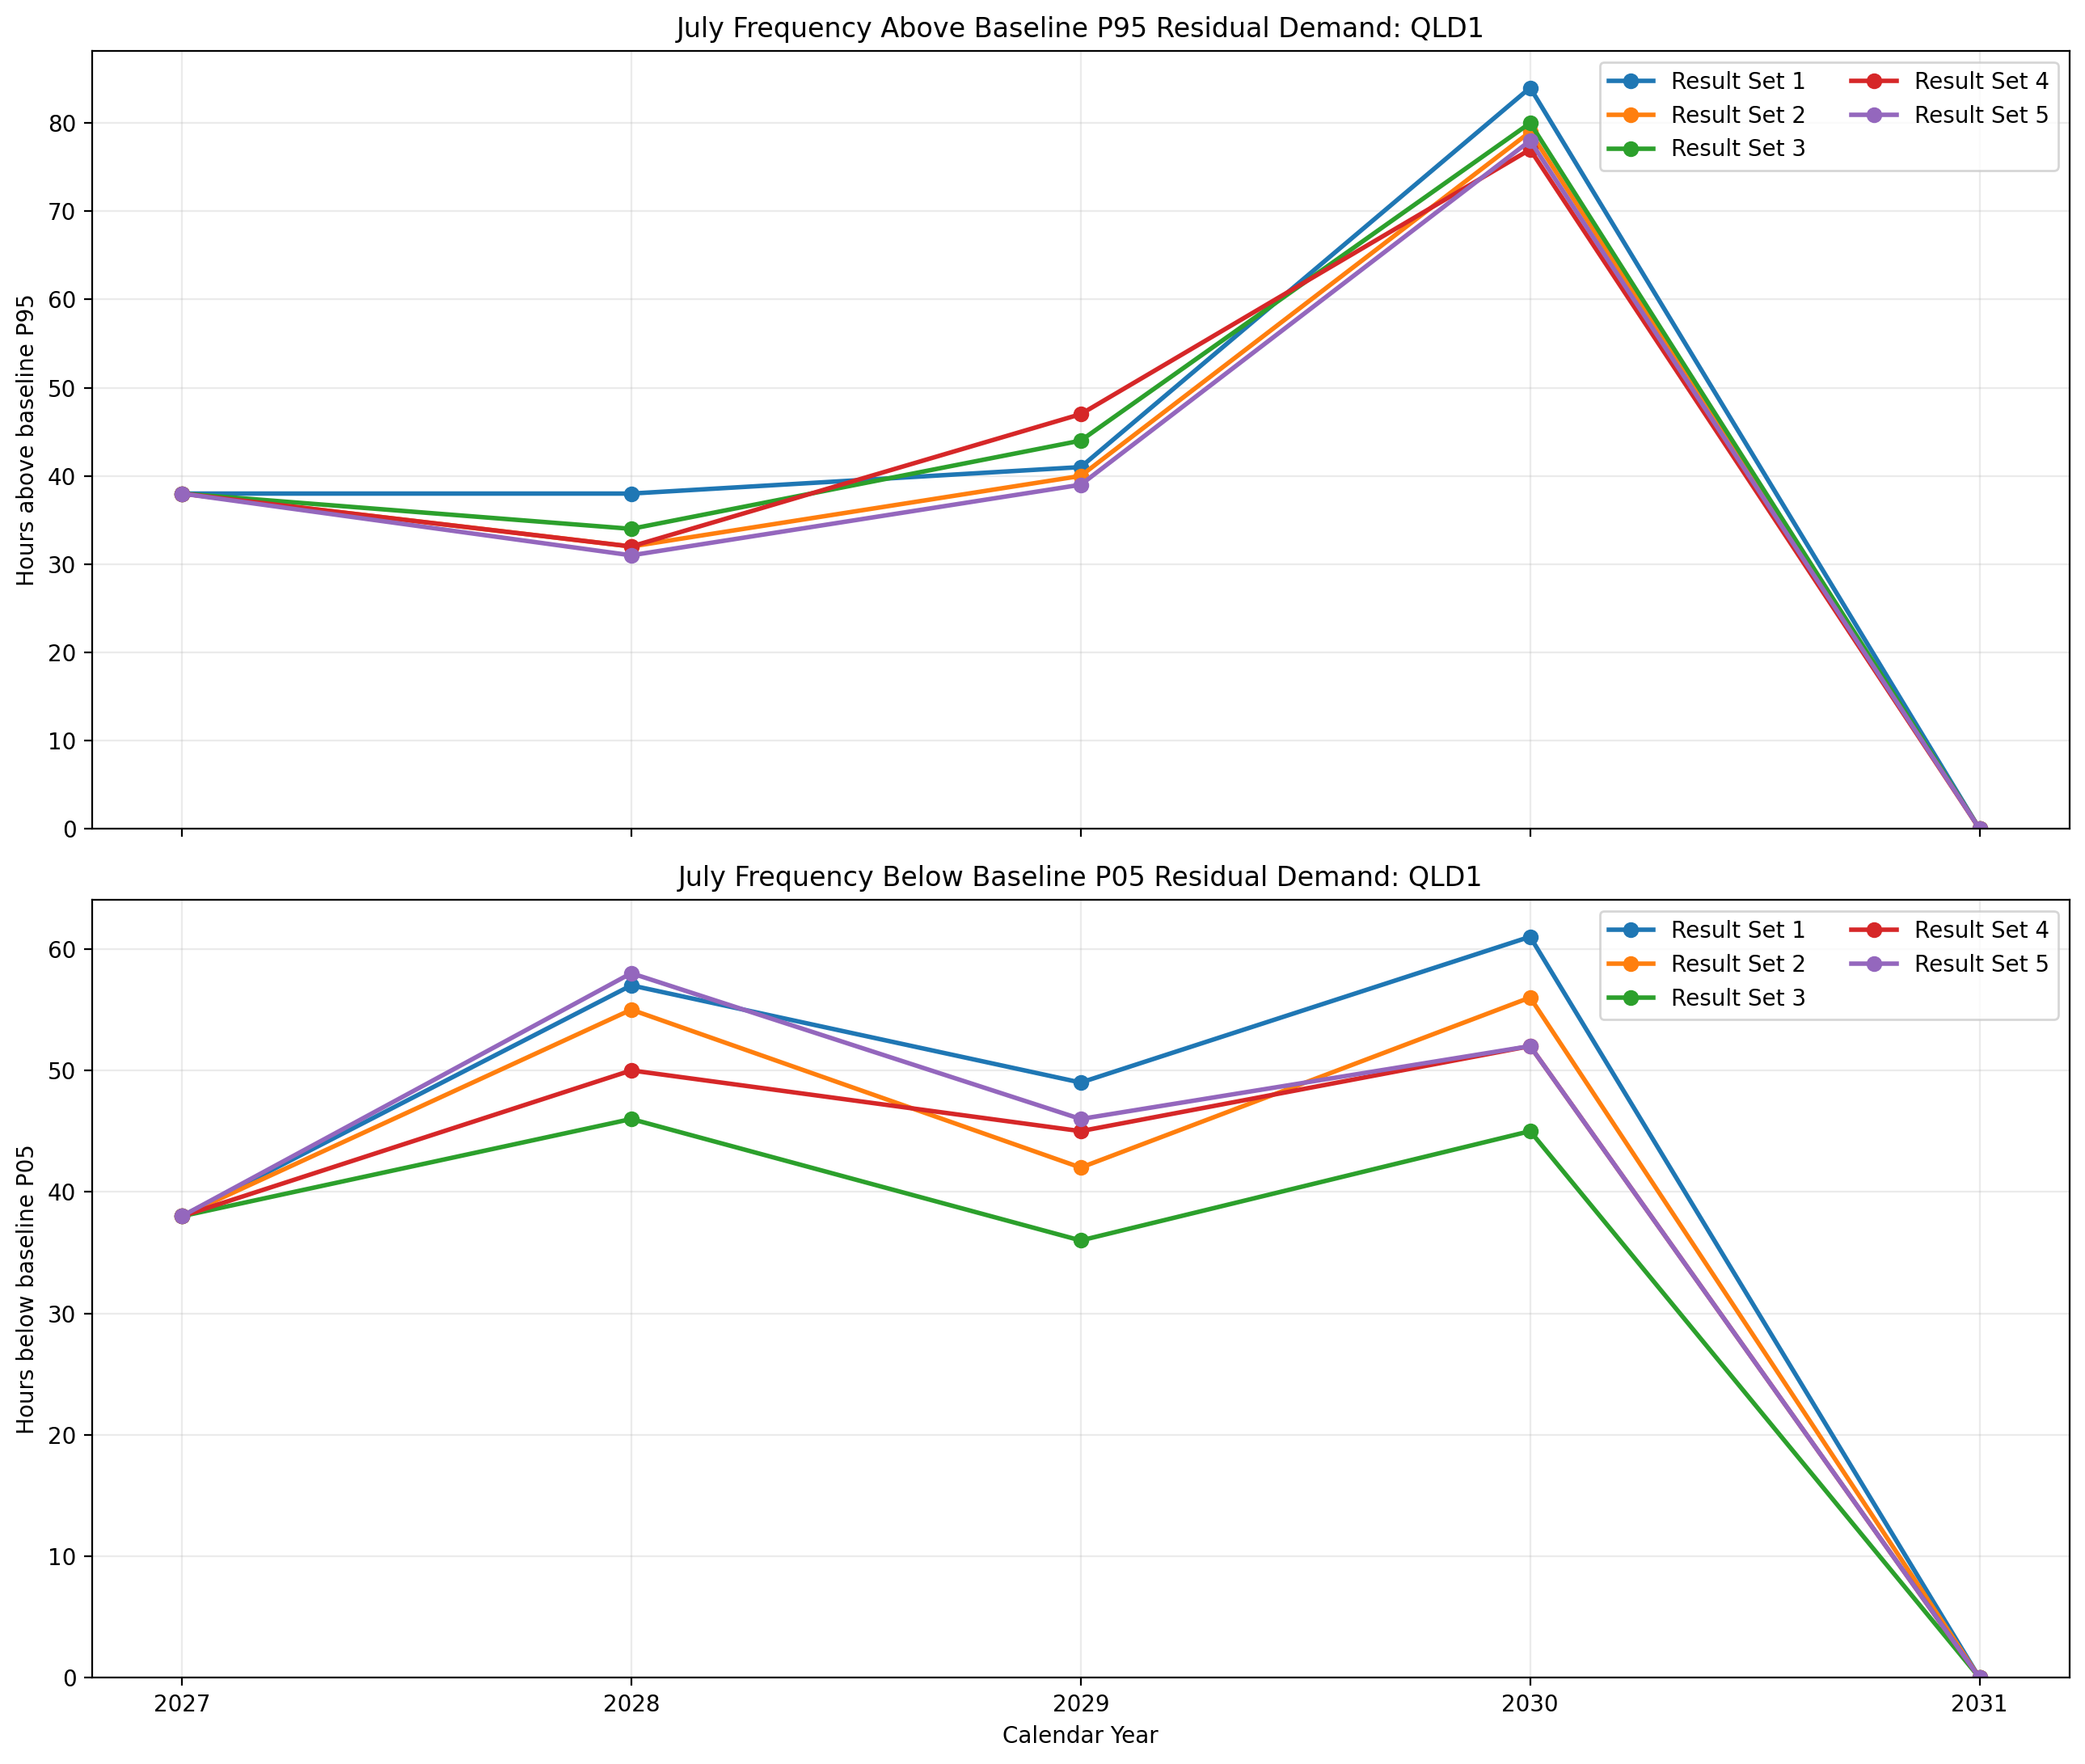 July Frequency Above Baseline P95 Residual Demand: QLD1
Result Set 1
Result Set 2
Result Set 3
Result Set 4
Result Set 5
Hours above baseline P95
80
70
60
50
40
30
20
10
0
July Frequency Below Baseline P05 Residual Demand: QLD1
Result Set 1
Result Set 2
Result Set 3
Result Set 4
Result Set 5
Hours below baseline P05
60
50
40
30
20
10
0
2027 2028 2029 2030 2031
Calendar Year